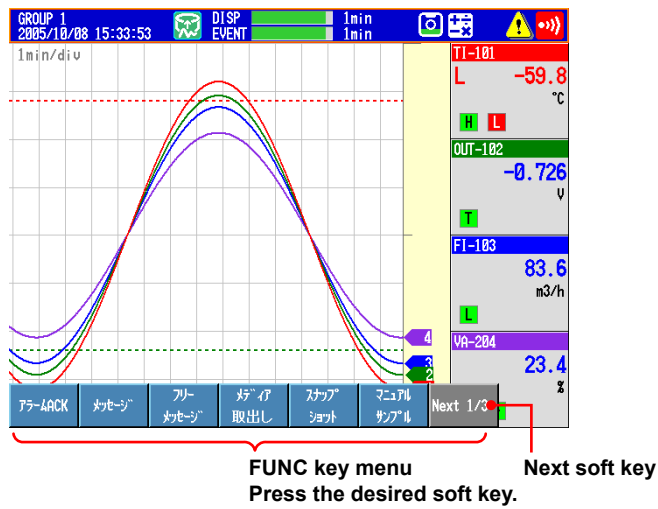 GROUP 1
2005/10/08 15:33:53
DISP 1min
EVENT 1min
1min/div
TI-101
L -59.8
℃
H L
OUT-102
-0.726
V
T
FI-103
83.6
m3/h
L
VA-204
23.4
%
4
3
2
アラームACK
メッセージ
フリー
メッセージ
メディア
取出し
スナップ
ショット
マニュアル
サンプル
Next 1/3
FUNC key menu
Press the desired soft key.
Next soft key